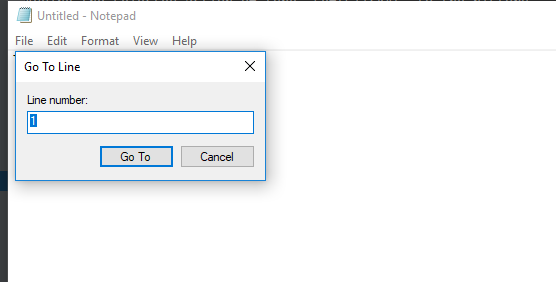 Untitled - Notepad
File Edit Format View Help
Go To Line
Line number:
1
Go To Cancel